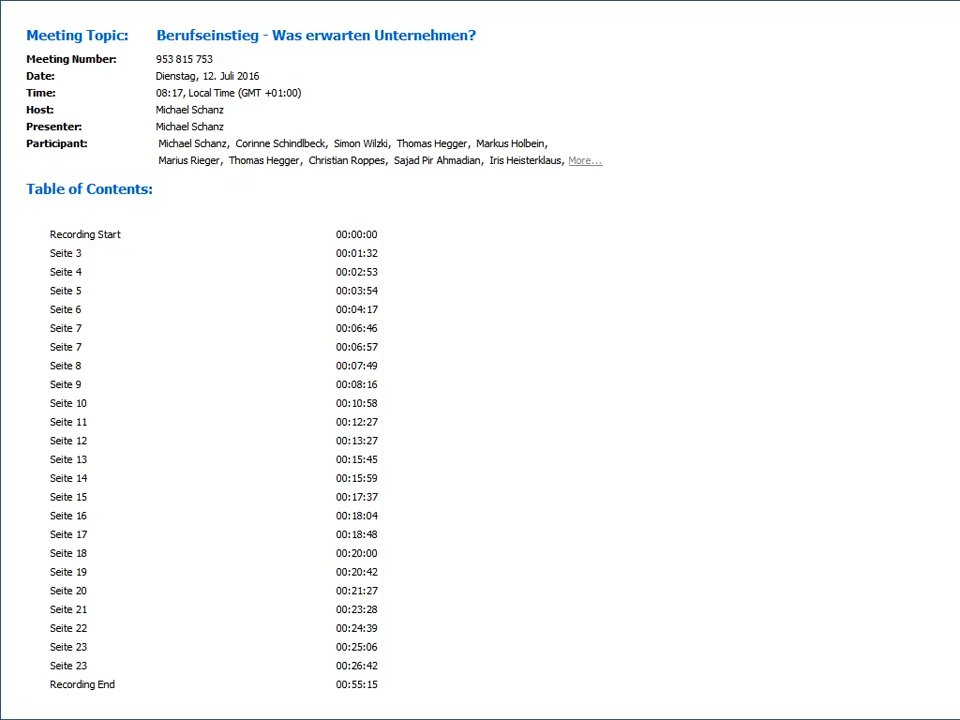 Meeting Topic: Berufseinstieg - Was erwarten Unternehmen?
Meeting Number: 953 815 753
Date: Dienstag, 12. Juli 2016
Time: 08:17, Local Time (GMT +01:00)
Host: Michael Schanz
Presenter: Michael Schanz
Participant: Michael Schanz, Corinne Schindlbeck, Simon Wilzki, Thomas Hegger, Markus Holbein,
Marius Rieger, Thomas Hegger, Christian Roppes, Sajad Pir Ahmadian, Iris Heisterklaus, More...
Table of Contents:
Recording Start 00:00:00
Seite 3 00:01:32
Seite 4 00:02:53
Seite 5 00:03:54
Seite 6 00:04:17
Seite 7 00:06:46
Seite 7 00:06:57
Seite 8 00:07:49
Seite 9 00:08:16
Seite 10 00:10:58
Seite 11 00:12:27
Seite 12 00:13:27
Seite 13 00:15:45
Seite 14 00:15:59
Seite 15 00:17:37
Seite 16 00:18:04
Seite 17 00:18:48
Seite 18 00:20:00
Seite 19 00:20:42
Seite 20 00:21:27
Seite 21 00:23:28
Seite 22 00:24:39
Seite 23 00:25:06
Seite 23 00:26:42
Recording End 00:55:15